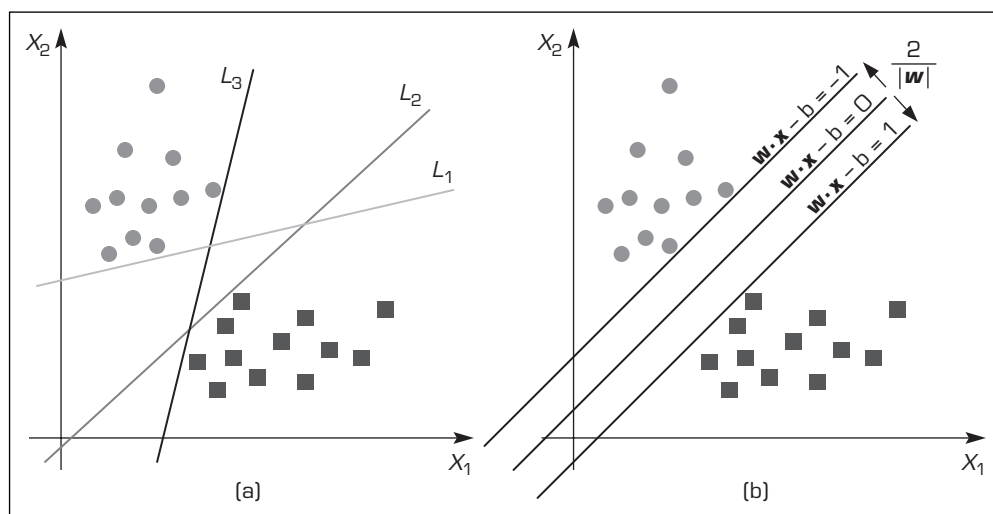 X2
L3
L2
L1
X1
(a)
X2
w·x – b = –1
w·x – b = 0
w·x – b = 1
2
|w|
X1
(b)